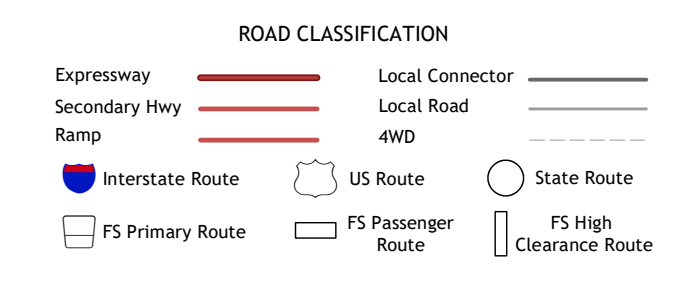 ROAD CLASSIFICATION
Expressway
Local Connector
Secondary Hwy
Local Road
Ramp
4WD
Interstate Route
US Route
State Route
FS Primary Route
FS Passenger
Route
FS High
Clearance Route